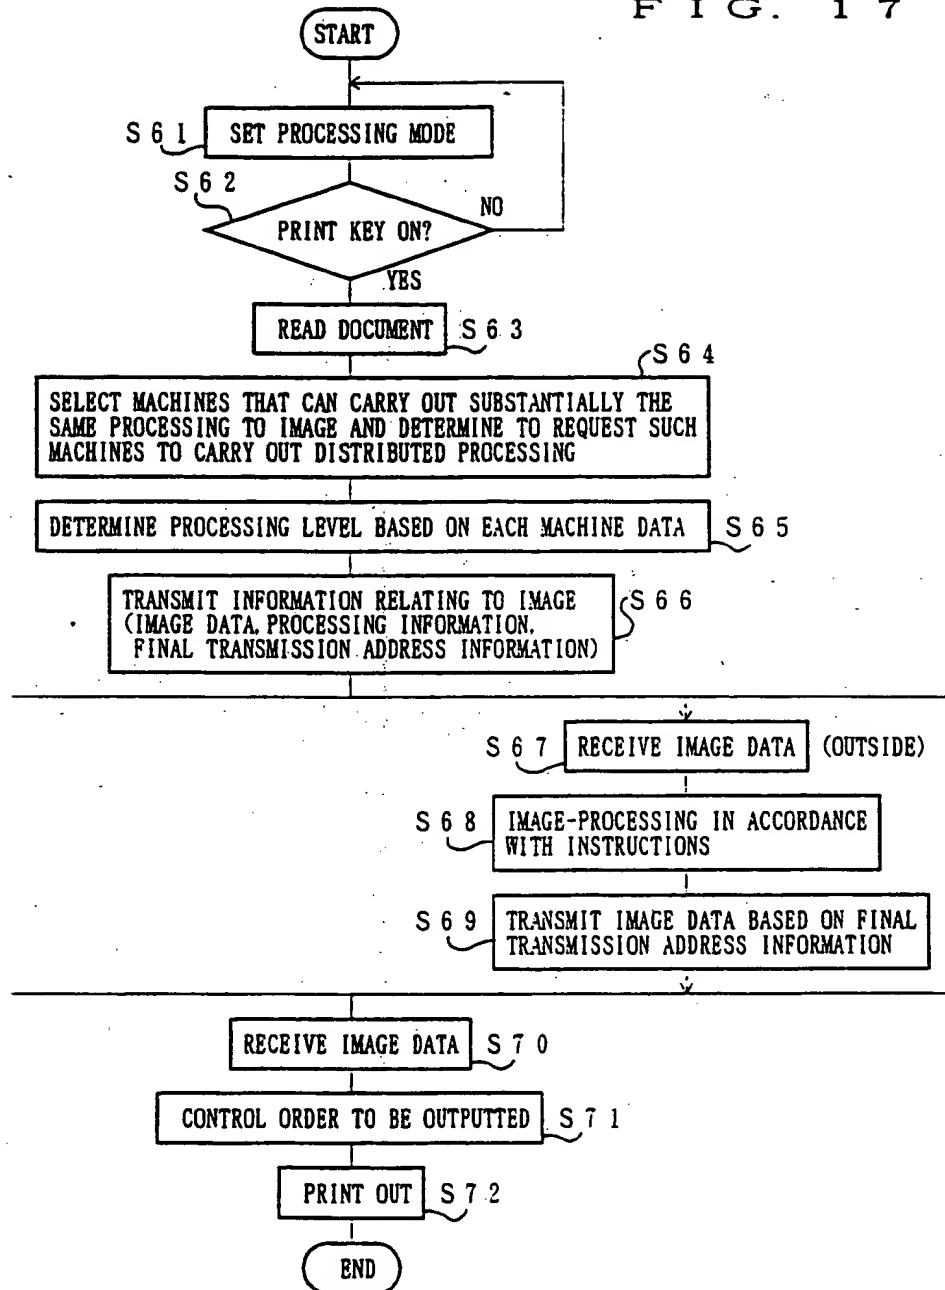 F I G. 1 7
START
S 6 1
SET PROCESSING MODE
S 6 2
PRINT KEY ON?
NO
YES
READ DOCUMENT
S 6 3
S 6 4
SELECT MACHINES THAT CAN CARRY OUT SUBSTANTIALLY THE
SAME PROCESSING TO IMAGE AND DETERMINE TO REQUEST SUCH
MACHINES TO CARRY OUT DISTRIBUTED PROCESSING
DETERMINE PROCESSING LEVEL BASED ON EACH MACHINE DATA
S 6 5
TRANSMIT INFORMATION RELATING TO IMAGE
(IMAGE DATA, PROCESSING INFORMATION,
FINAL TRANSMISSION ADDRESS INFORMATION)
S 6 6
S 6 7
RECEIVE IMAGE DATA
(OUTSIDE)
S 6 8
IMAGE-PROCESSING IN ACCORDANCE
WITH INSTRUCTIONS
S 6 9
TRANSMIT IMAGE DATA BASED ON FINAL
TRANSMISSION ADDRESS INFORMATION
RECEIVE IMAGE DATA
S 7 0
CONTROL ORDER TO BE OUTPUTTED
S 7 1
PRINT OUT
S 7 2
END